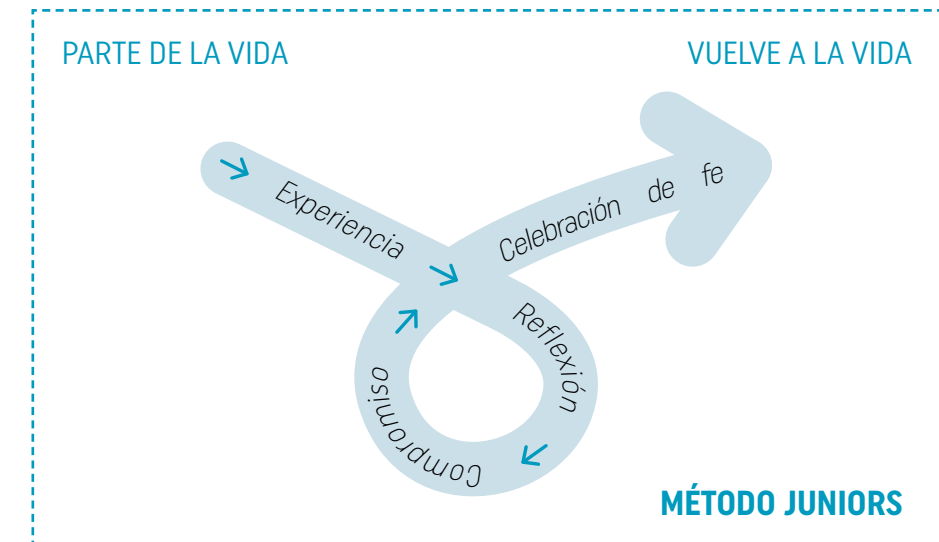 PARTE DE LA VIDA
VUELVE A LA VIDA
Experiencia
Reflexión
Compromiso
Celebración de fe
MÉTODO JUNIORS